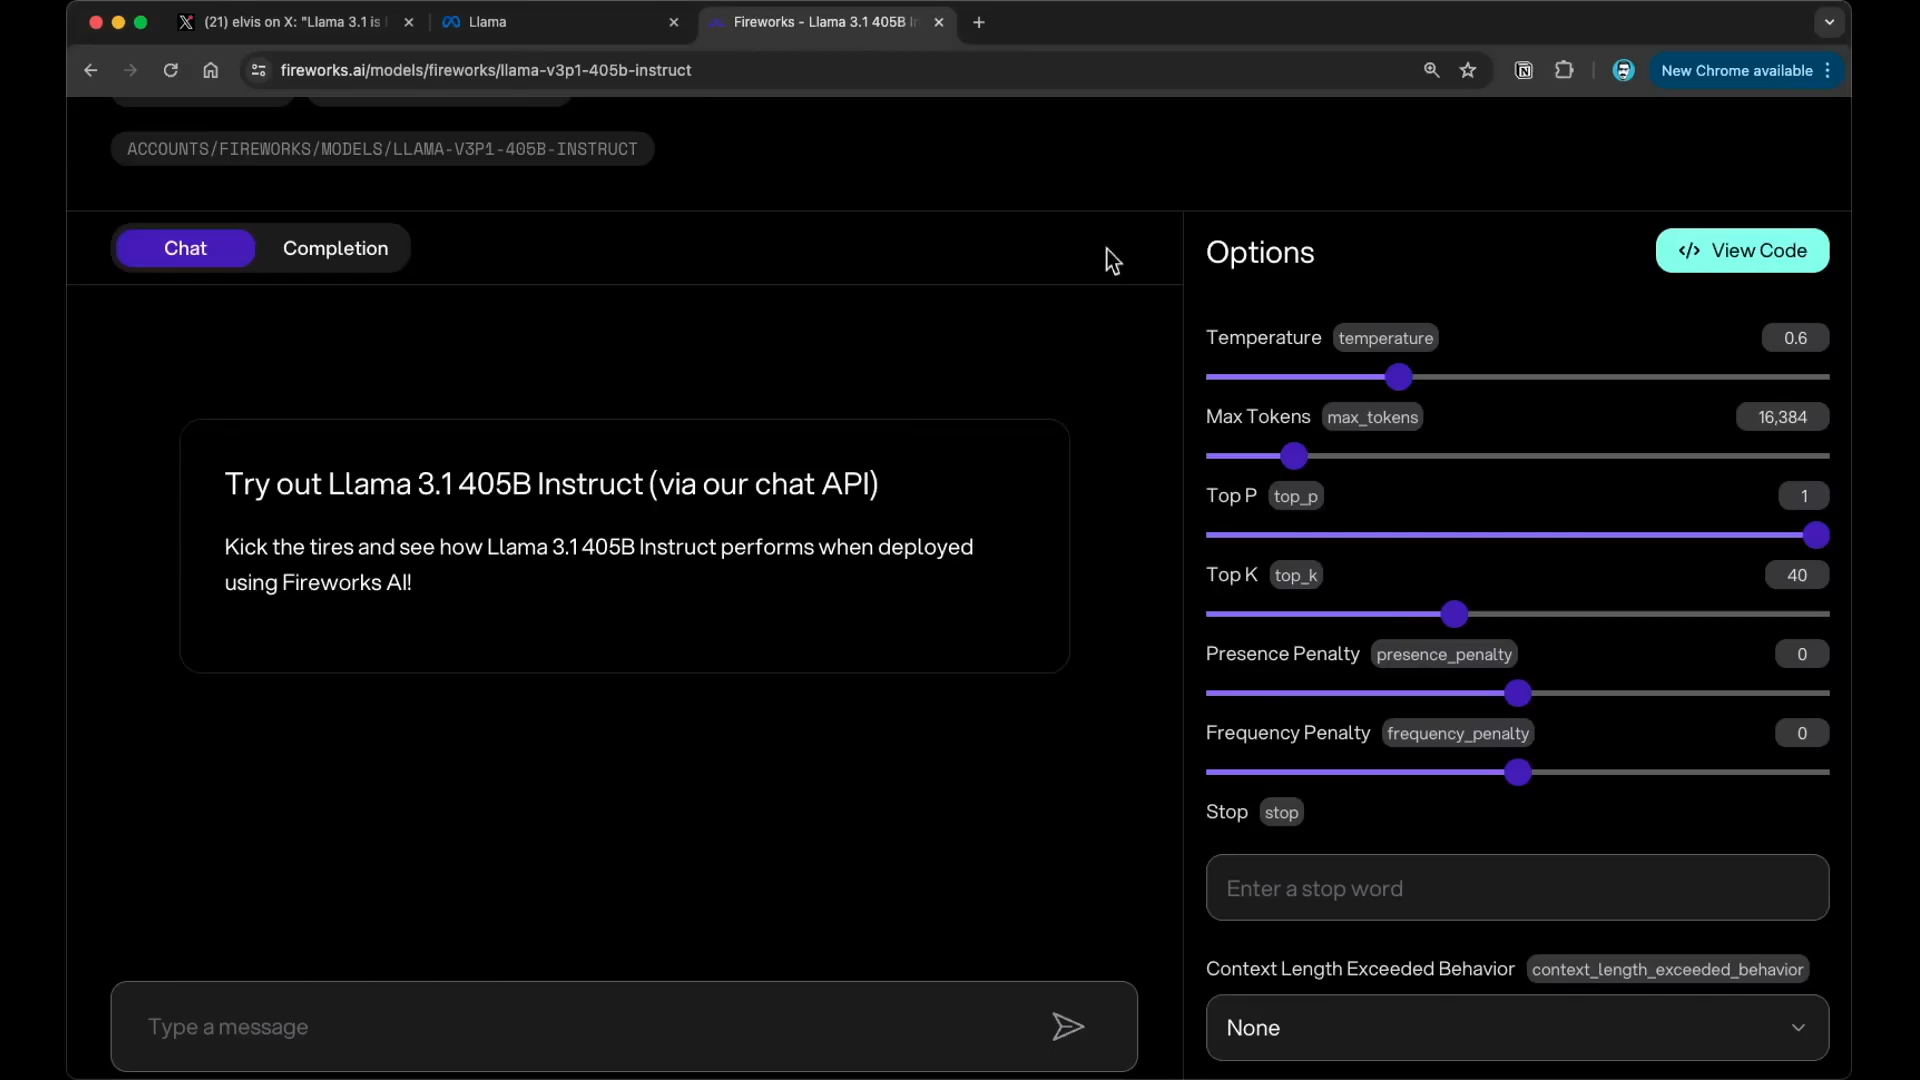 (21) elvis on X: "Llama 3.1 is
Llama
Fireworks - Llama 3.1 405B In
fireworks.ai/models/fireworks/llama-v3p1-405b-instruct
New Chrome available
ACCOUNTS/FIREWORKS/MODELS/LLAMA-V3P1-405B-INSTRUCT
Chat
Completion
Try out Llama 3.1 405B Instruct (via our chat API)
Kick the tires and see how Llama 3.1 405B Instruct performs when deployed
using Fireworks AI!
Type a message
Options
</> View Code
Temperature temperature 0.6
Max Tokens max_tokens 16,384
Top P top_p 1
Top K top_k 40
Presence Penalty presence_penalty 0
Frequency Penalty frequency_penalty 0
Stop stop
Enter a stop word
Context Length Exceeded Behavior context_length_exceeded_behavior
None